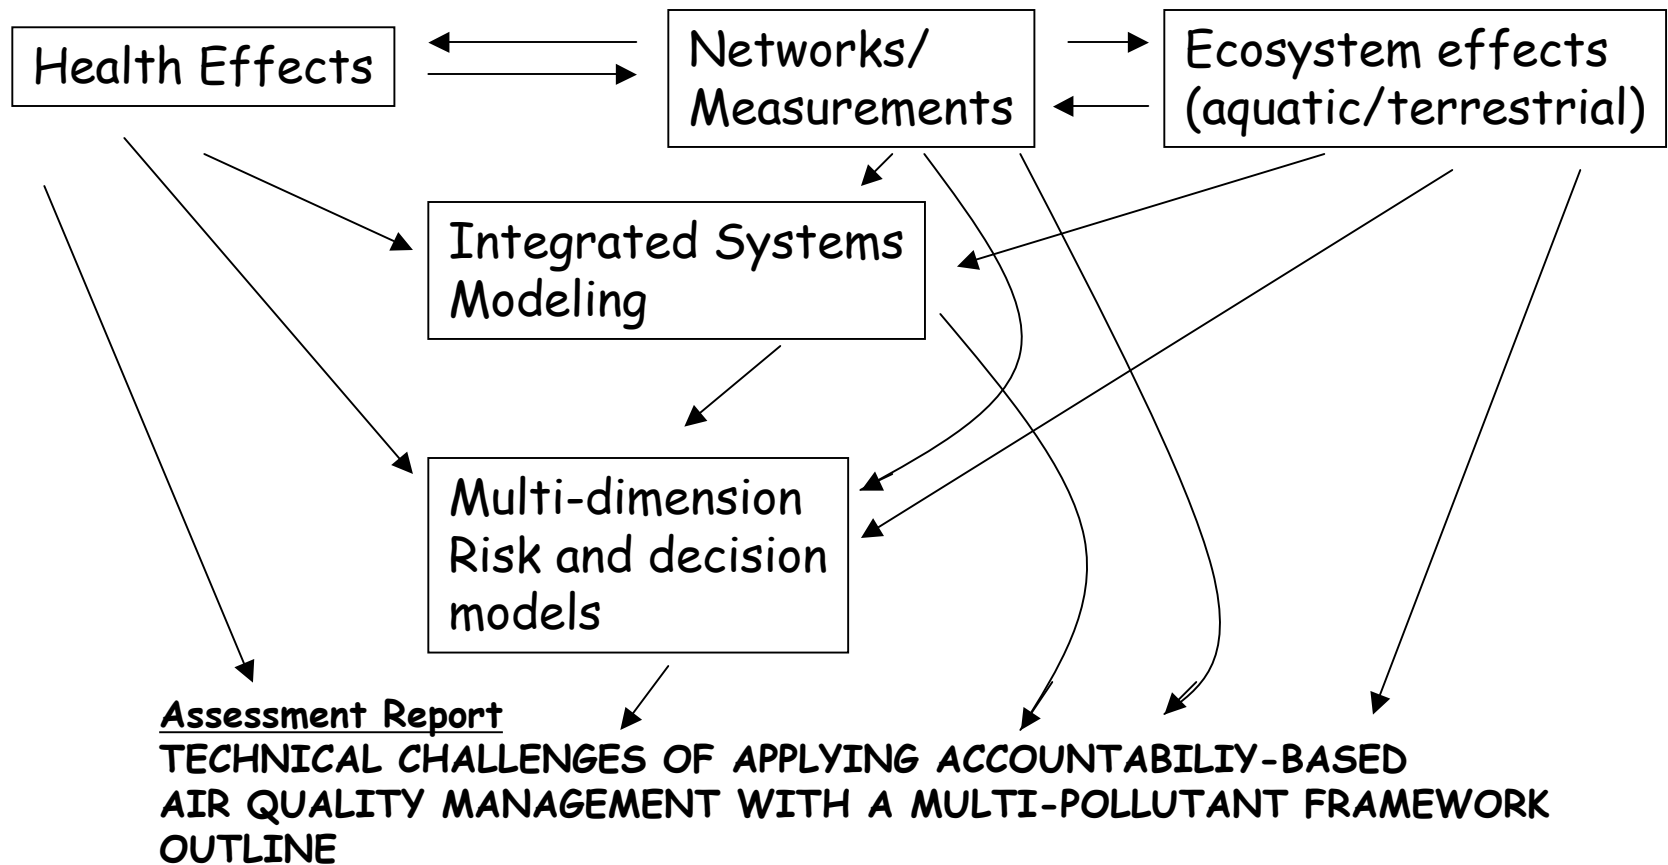 Health Effects
Networks/
Measurements
Ecosystem effects
(aquatic/terrestrial)
Integrated Systems
Modeling
Multi-dimension
Risk and decision
models
Assessment Report
TECHNICAL CHALLENGES OF APPLYING ACCOUNTABILIY-BASED
AIR QUALITY MANAGEMENT WITH A MULTI-POLLUTANT FRAMEWORK
OUTLINE